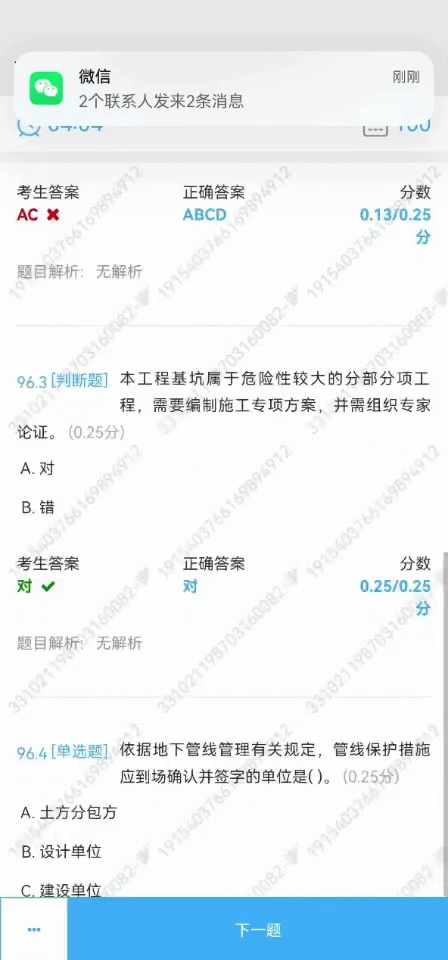 微信
刚刚
2个联系人发来2条消息
考生答案 正确答案 分数
AC ABCD 0.13/0.25
分
题目解析： 无解析
96.3 [判断题] 本工程基坑属于危险性较大的分部分项工
程，需要编制施工专项方案，并需组织专家
论证。 (0.25分)
A. 对
B. 错
考生答案 正确答案 分数
对 对 0.25/0.25
分
题目解析： 无解析
96.4 [单选题] 依据地下管线管理有关规定，管线保护措施
应到场确认并签字的单位是( )。 (0.25分)
A. 土方分包方
B. 设计单位
C. 建设单位
下一题